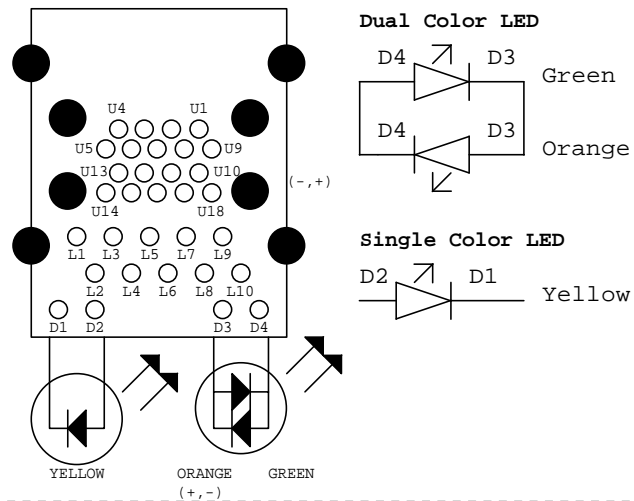 Dual Color LED
D4 D3
Green
D4 D3
Orange
Single Color LED
D2 D1
Yellow
U4 U1
U5 U9
U13 U10
(-,+)
U14 U18
L1 L3 L5 L7 L9
L2 L4 L6 L8 L10
D1 D2 D3 D4
YELLOW ORANGE GREEN
(+,-)